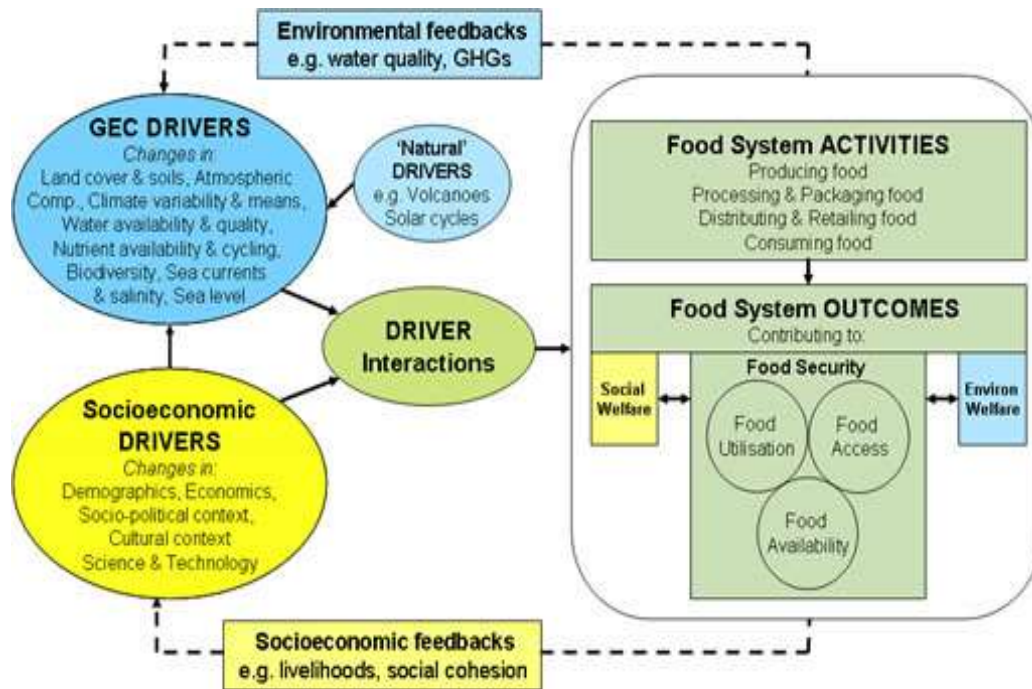 Environmental feedbacks
e.g. water quality, GHGs
GEC DRIVERS
Changes in:
Land cover & soils, Atmospheric
Comp., Climate variability & means,
Water availability & quality,
Nutrient availability & cycling,
Biodiversity, Sea currents
& salinity, Sea level
'Natural'
DRIVERS
e.g. Volcanoes
Solar cycles
DRIVER
Interactions
Socioeconomic
DRIVERS
Changes in:
Demographics, Economics,
Socio-political context,
Cultural context
Science & Technology
Socioeconomic feedbacks
e.g. livelihoods, social cohesion
Food System ACTIVITIES
Producing food
Processing & Packaging food
Distributing & Retailing food
Consuming food
Food System OUTCOMES
Contributing to:
Social
Welfare
Food Security
Food
Utilisation
Food
Access
Food
Availability
Environ
Welfare